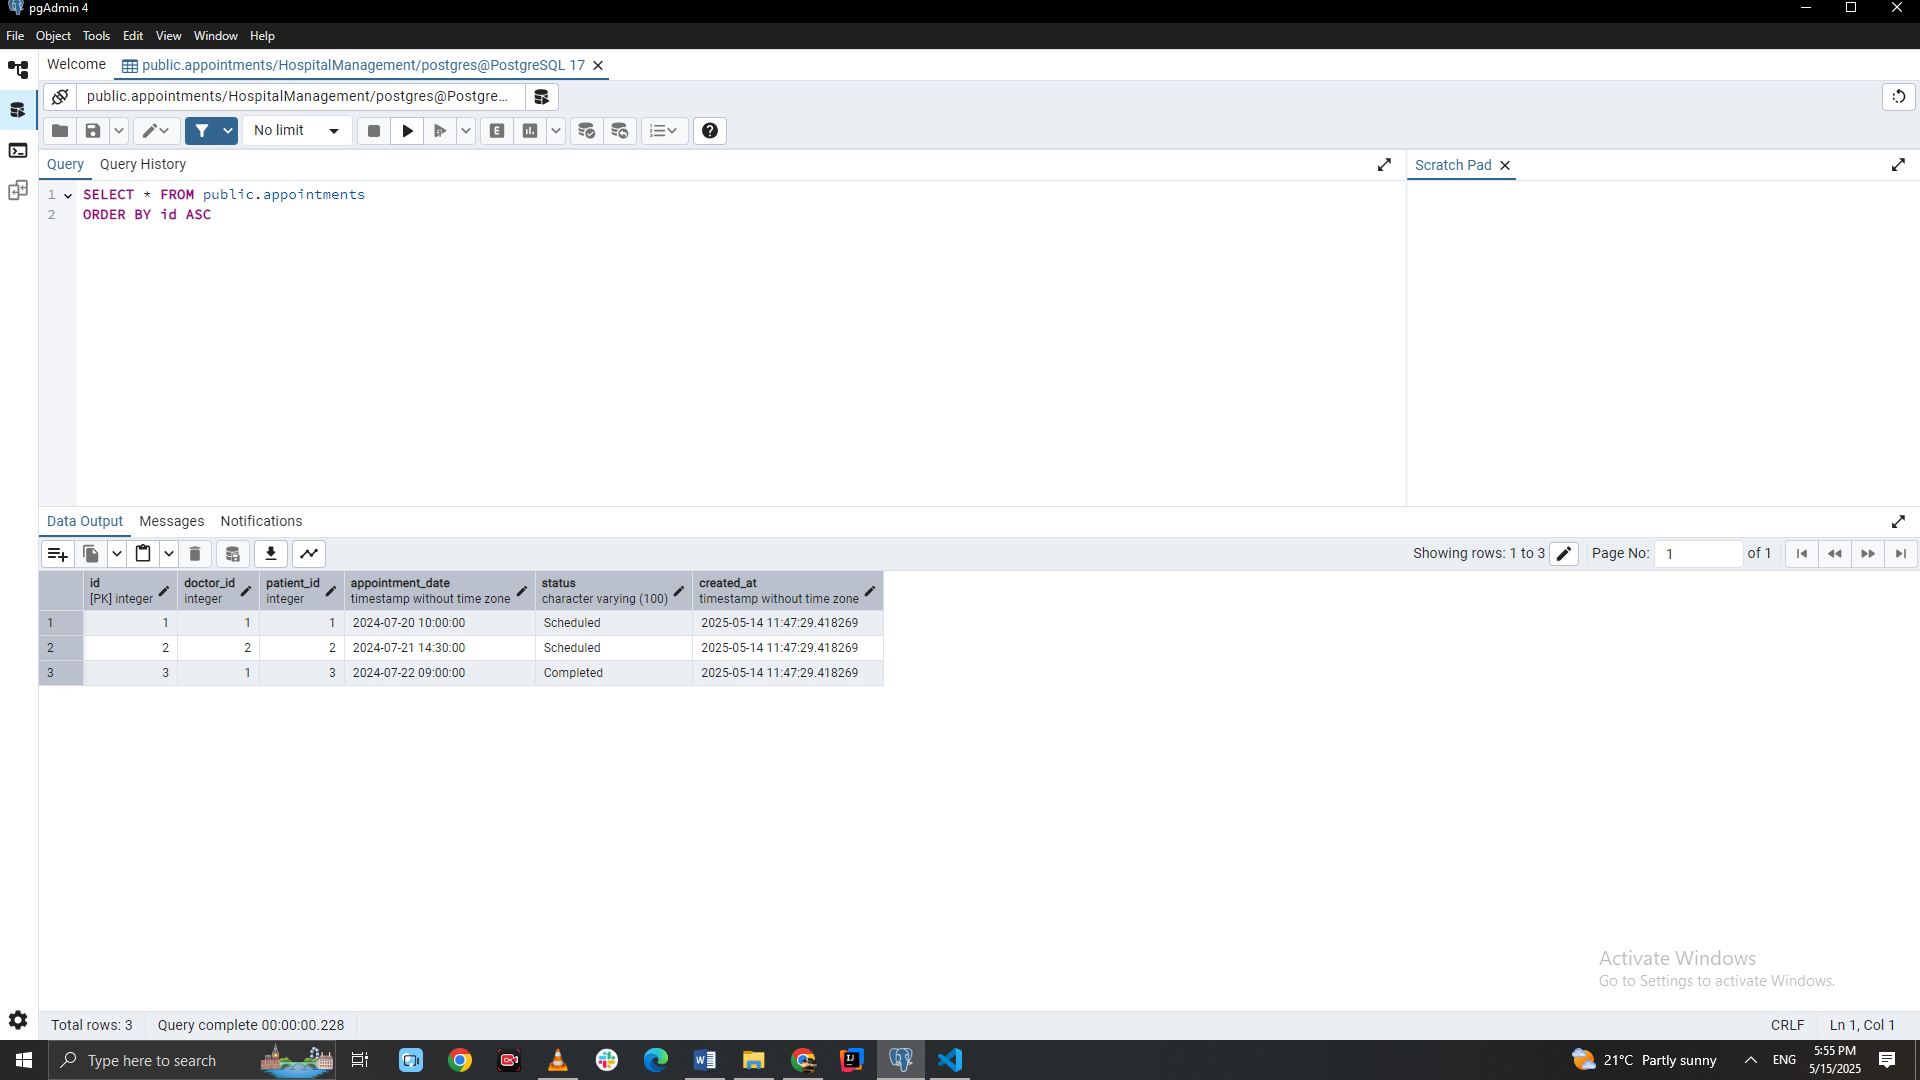 pgAdmin 4
File Object Tools Edit View Window Help
Welcome public.appointments/HospitalManagement/postgres@PostgreSQL 17
public.appointments/HospitalManagement/postgres@Postgre...
No limit
E
Query Query History
Scratch Pad
1 SELECT * FROM public.appointments
2 ORDER BY id ASC
Data Output Messages Notifications
Showing rows: 1 to 3 Page No: 1 of 1
id doctor_id patient_id appointment_date status created_at
[PK] integer integer integer timestamp without time zone character varying (100) timestamp without time zone
1 1 1 1 2024-07-20 10:00:00 Scheduled 2025-05-14 11:47:29.418269
2 2 2 2 2024-07-21 14:30:00 Scheduled 2025-05-14 11:47:29.418269
3 3 1 3 2024-07-22 09:00:00 Completed 2025-05-14 11:47:29.418269
Activate Windows
Go to Settings to activate Windows.
Total rows: 3 Query complete 00:00:00.228 CRLF Ln 1, Col 1
Type here to search
21°C Partly sunny ENG
5:55 PM
5/15/2025